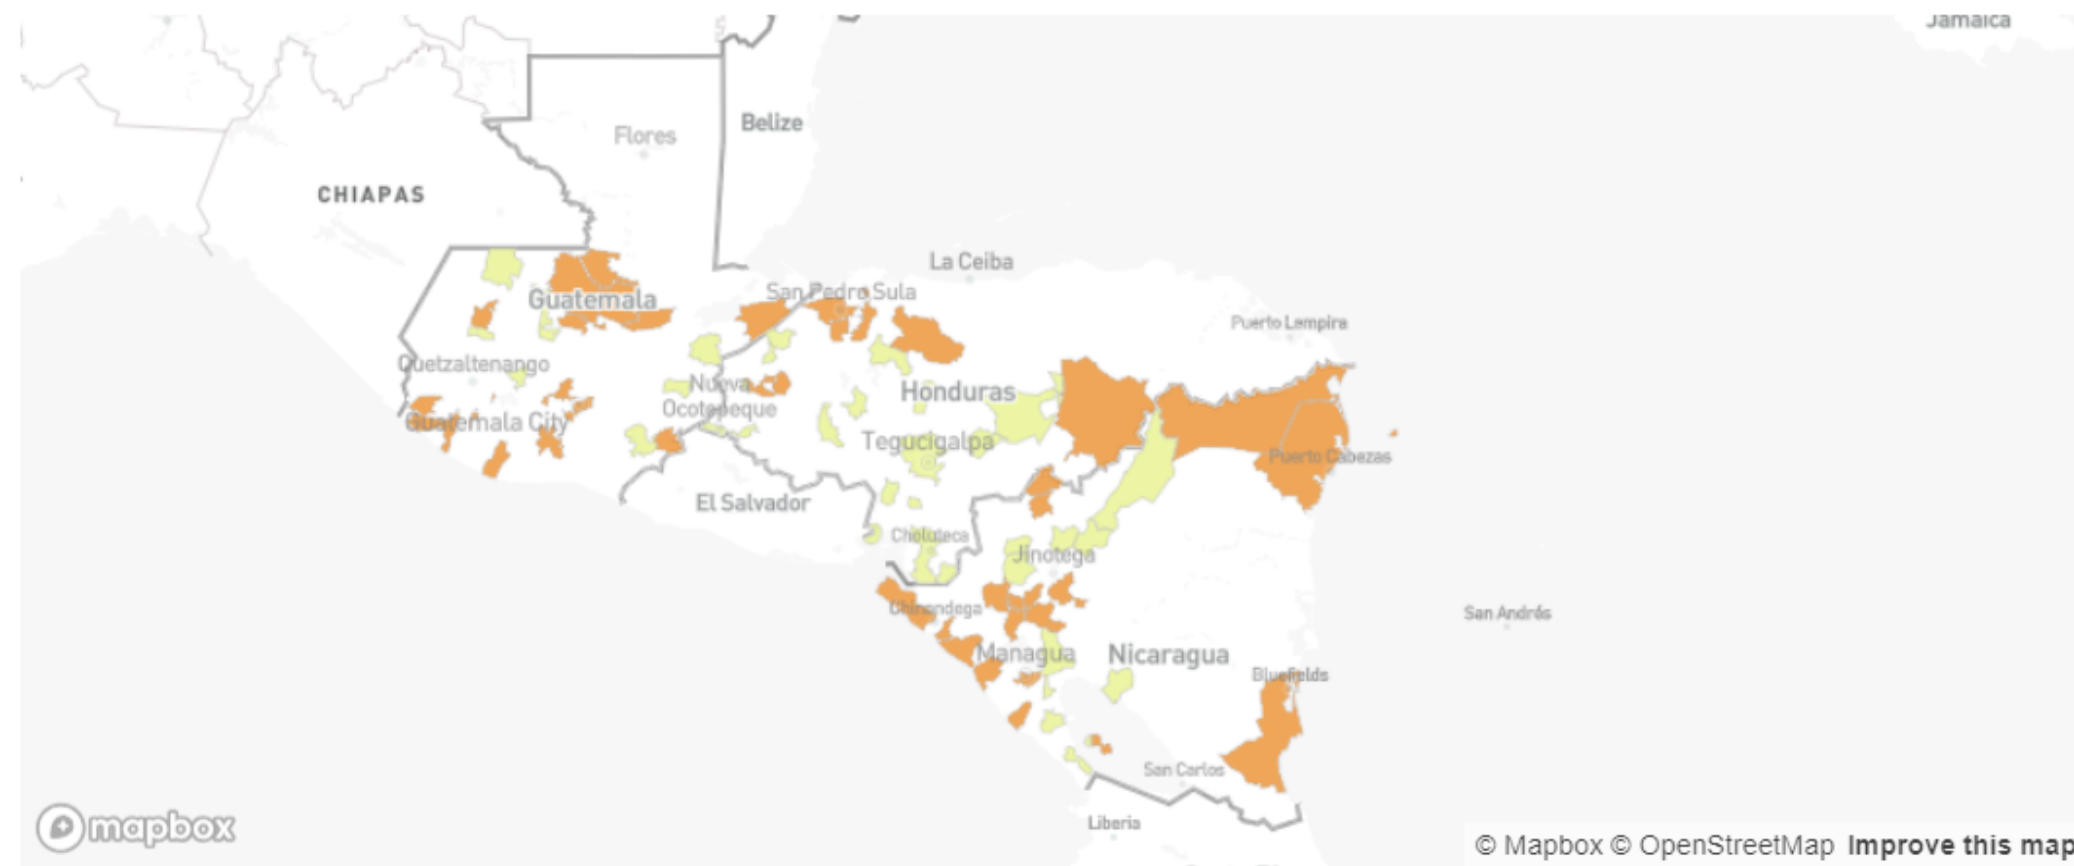 Jamaica
Belize
Flores
CHIAPAS
La Ceiba
San Pedro Sula
Guatemala
Puerto Lempira
Quetzaltenango
Nueva
Ocotepeque
Honduras
Guatemala City
Tegucigalpa
Puerto Cabezas
El Salvador
Choluteca
Jinotega
Chinandega
San Andrés
Managua
Nicaragua
Bluefields
San Carlos
Liberia
mapbox
© Mapbox © OpenStreetMap Improve this map